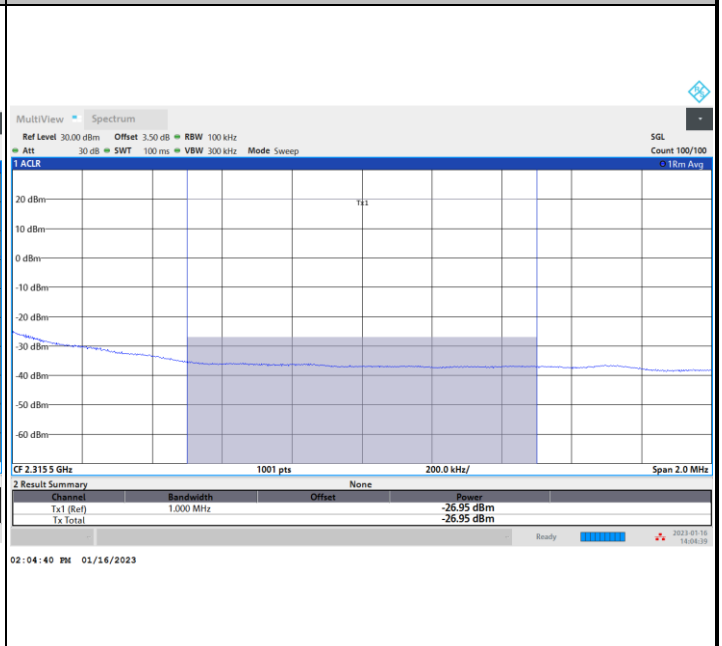 MultiView Spectrum
Ref Level 30.00 dBm Offset 3.50 dB RBW 100 kHz SGL
Att 30 dB SWT 100 ms VBW 300 kHz Mode Sweep Count 100/100
1 ACLR 1Rm Avg
Tx1
20 dBm
10 dBm
0 dBm
-10 dBm
-20 dBm
-30 dBm
-40 dBm
-50 dBm
-60 dBm
CF 2.3155 GHz 1001 pts 200.0 kHz/ Span 2.0 MHz
2 Result Summary None
Channel Bandwidth Offset Power
Tx1 (Ref) 1.000 MHz -26.95 dBm
Tx Total -26.95 dBm
Ready 2023-01-16
14:04:39
02:04:40 PM 01/16/2023